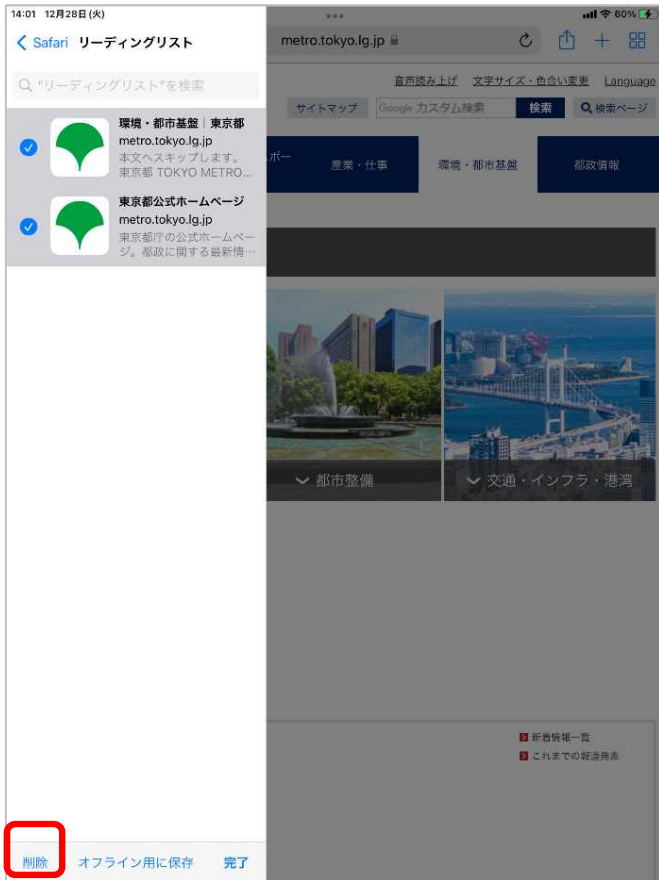 14:01 12月28日(火)
60%
Safari リーディングリスト
metro.tokyo.lg.jp
"リーディングリスト"を検索
音声読み上げ 文字サイズ・色合い変更 Language
サイトマップ Google カスタム検索 検索 検索ページ
環境・都市基盤｜東京都
metro.tokyo.lg.jp
本文へスキップします。
東京都 TOKYO METRO...
東京都公式ホームページ
metro.tokyo.lg.jp
東京都庁の公式ホームペー
ジ。都政に関する最新情…
ポー 産業・仕事 環境・都市基盤 都政情報
都市整備 交通・インフラ・港湾
新着情報一覧
これまでの報道発表
削除 オフライン用に保存 完了